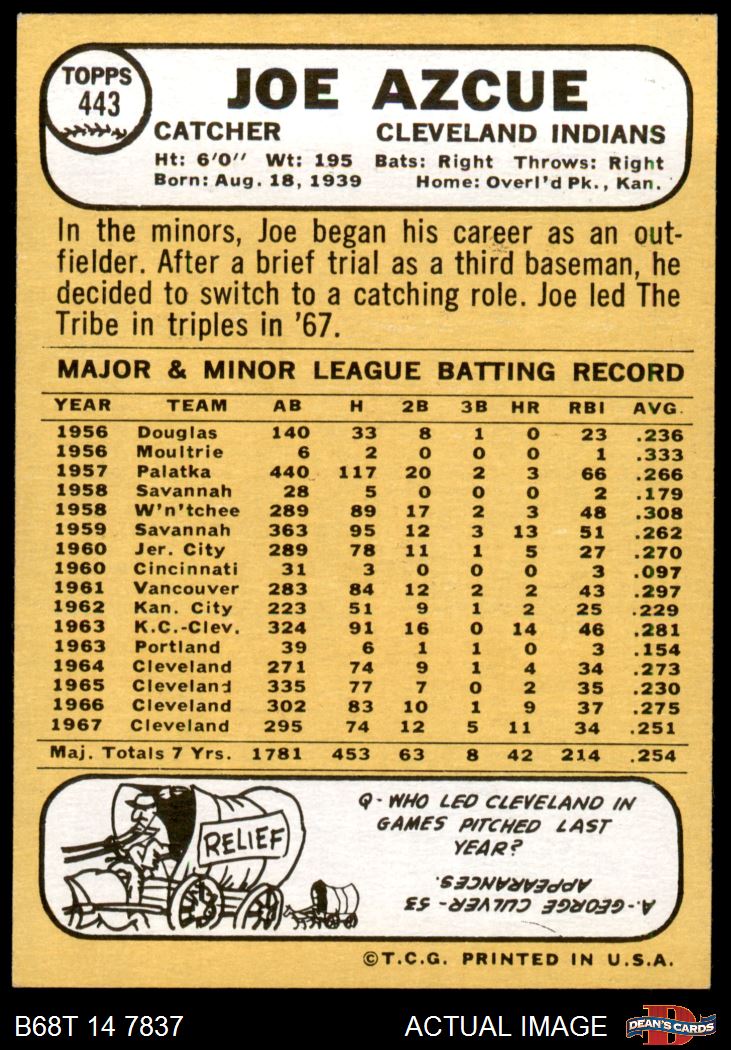 TOPPS
443
JOE AZCUE
CATCHER CLEVELAND INDIANS
Ht: 6'0" Wt: 195 Bats: Right Throws: Right
Born: Aug. 18, 1939 Home: Overl'd Pk., Kan.
In the minors, Joe began his career as an out-
fielder. After a brief trial as a third baseman, he
decided to switch to a catching role. Joe led The
Tribe in triples in '67.
MAJOR & MINOR LEAGUE BATTING RECORD
YEAR TEAM AB H 2B 3B HR RBI AVG.
1956 Douglas 140 33 8 1 0 23 .236
1956 Moultrie 6 2 0 0 0 1 .333
1957 Palatka 440 117 20 2 3 66 .266
1958 Savannah 28 5 0 0 0 2 .179
1958 W'n'tchee 289 89 17 2 3 48 .308
1959 Savannah 363 95 12 3 13 51 .262
1960 Jer. City 289 78 11 1 5 27 .270
1960 Cincinnati 31 3 0 0 0 3 .097
1961 Vancouver 283 84 12 2 2 43 .297
1962 Kan. City 223 51 9 1 2 25 .229
1963 K.C.-Clev. 324 91 16 0 14 46 .281
1963 Portland 39 6 1 1 0 3 .154
1964 Cleveland 271 74 9 1 4 34 .273
1965 Cleveland 335 77 7 0 2 35 .230
1966 Cleveland 302 83 10 1 9 37 .275
1967 Cleveland 295 74 12 5 11 34 .251
Maj. Totals 7 Yrs. 1781 453 63 8 42 214 .254
RELIEF
Q-WHO LED CLEVELAND IN
GAMES PITCHED LAST
YEAR?
A-GEORGE CULVER-53
APPEARANCES.
©T.C.G. PRINTED IN U.S.A.
B68T 14 7837 ACTUAL IMAGE
D
DEAN'S CARDS